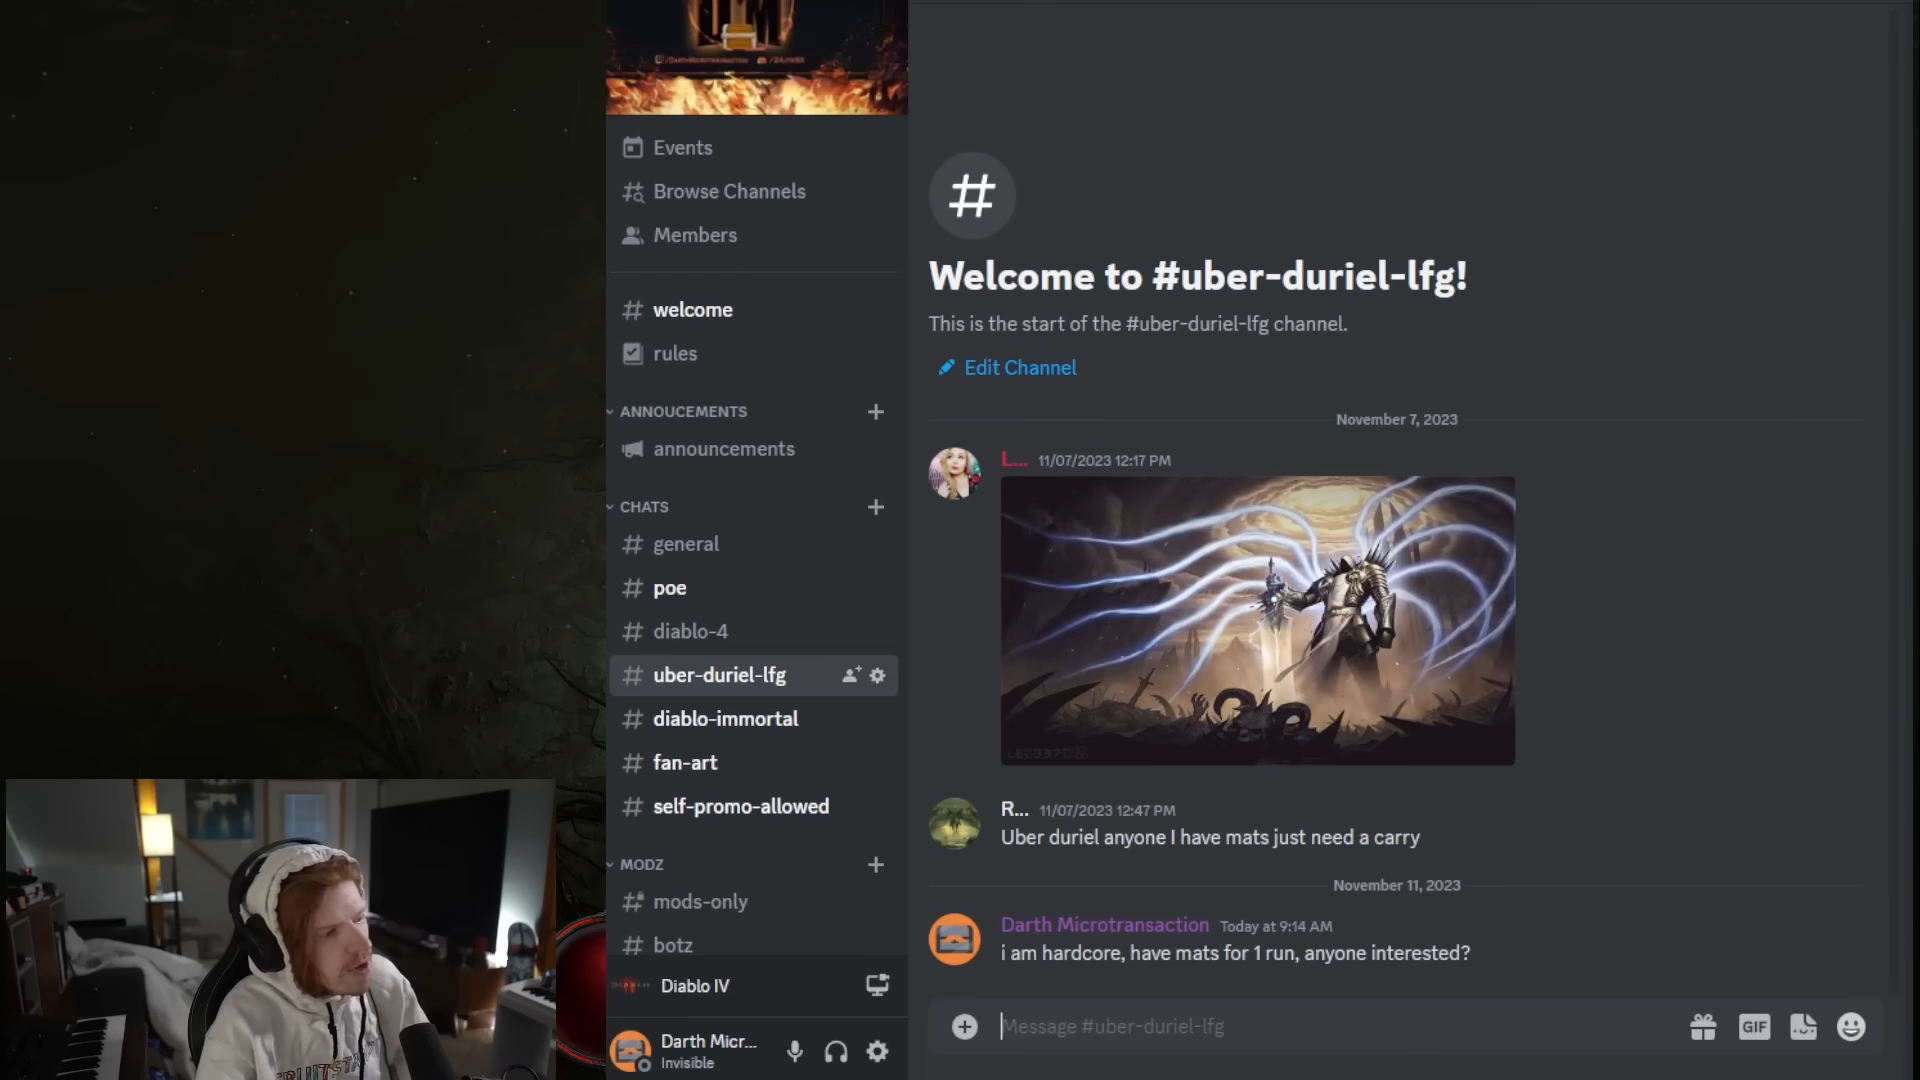 Events
Browse Channels
Members
welcome
rules
ANNOUCEMENTS
announcements
CHATS
general
poe
diablo-4
uber-duriel-lfg
diablo-immortal
fan-art
self-promo-allowed
MODZ
mods-only
botz
Diablo IV
Darth Micr...
Invisible
Welcome to #uber-duriel-lfg!
This is the start of the #uber-duriel-lfg channel.
Edit Channel
November 7, 2023
L... 11/07/2023 12:17 PM
R... 11/07/2023 12:47 PM
Uber duriel anyone I have mats just need a carry
November 11, 2023
Darth Microtransaction Today at 9:14 AM
i am hardcore, have mats for 1 run, anyone interested?
Message #uber-duriel-lfg
GIF